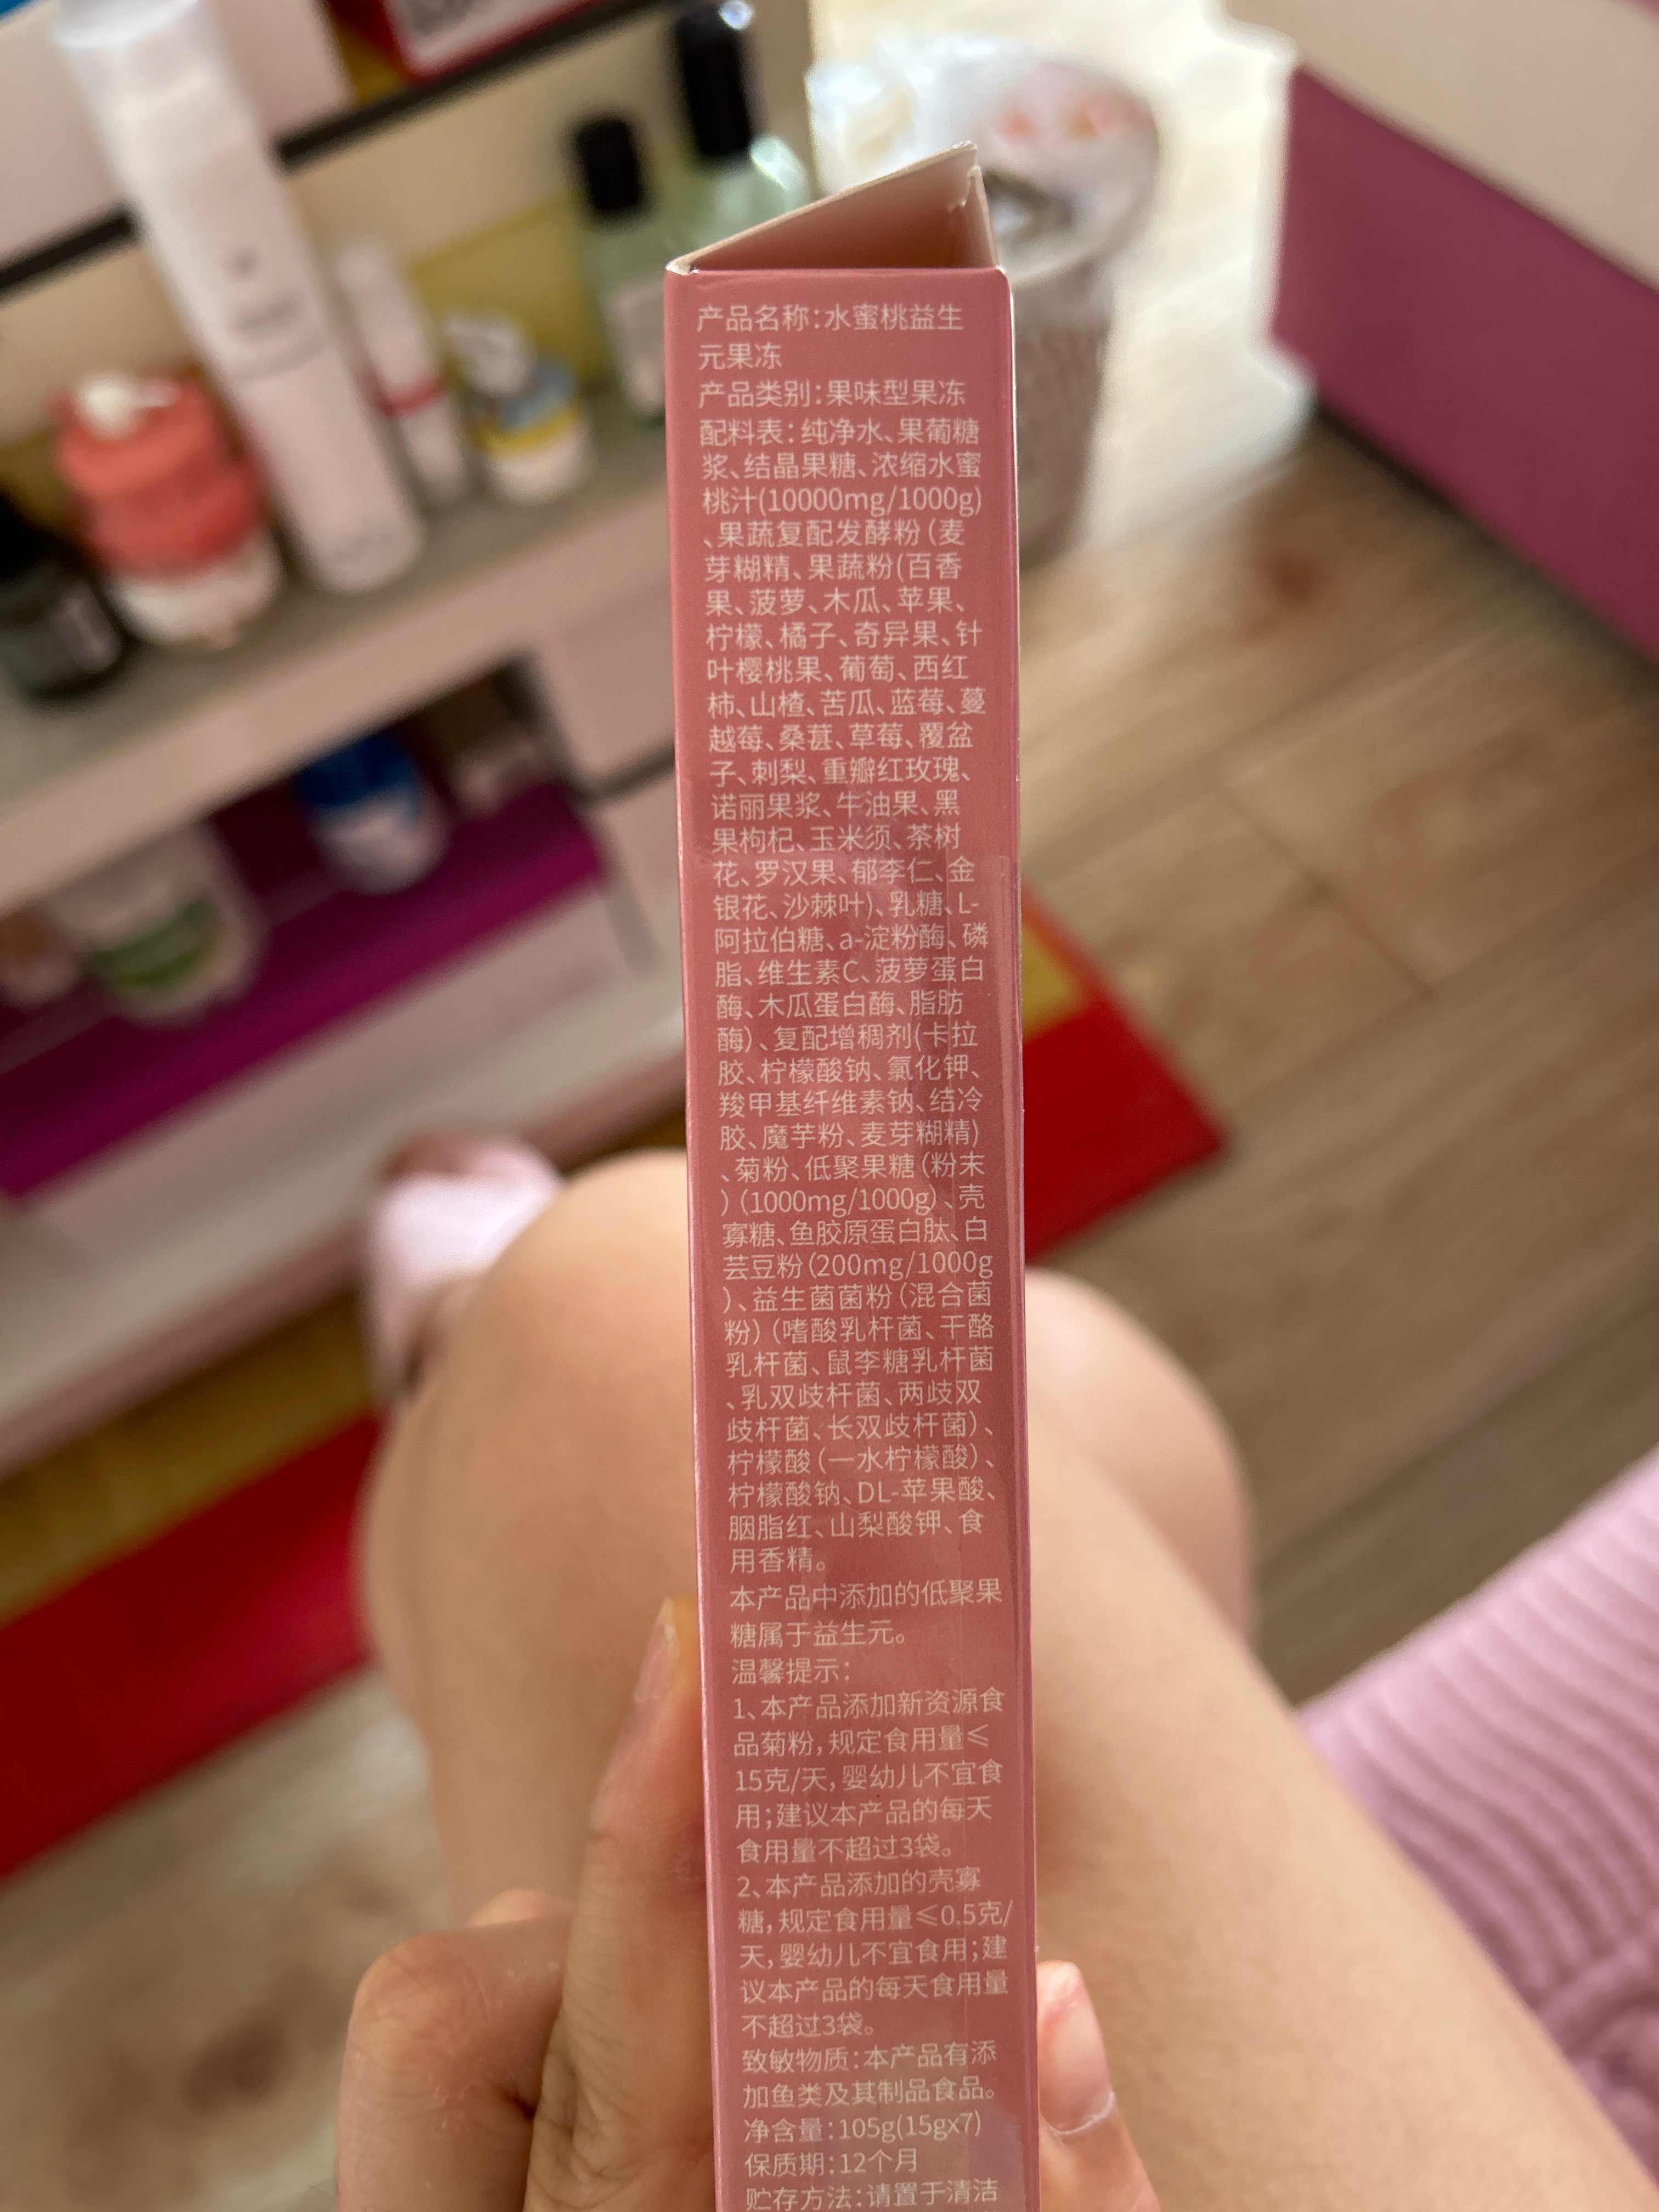 产品名称:水蜜桃益生
元果冻
产品类别:果味型果冻
配料表:纯净水、果葡糖
浆、结晶果糖、浓缩水蜜
桃汁(10000mg/1000g)
、果蔬复配发酵粉(麦
芽糊精、果蔬粉(百香
果、菠萝、木瓜、苹果、
柠檬、橘子、奇异果、针
叶樱桃果、葡萄、西红
柿、山楂、苦瓜、蓝莓、蔓
越莓、桑葚、草莓、覆盆
子、刺梨、重瓣红玫瑰、
诺丽果浆、牛油果、黑
果枸杞、玉米须、茶树
花、罗汉果、郁李仁、金
银花、沙棘叶)、乳糖、L-
阿拉伯糖、a-淀粉酶、磷
脂、维生素C、菠萝蛋白
酶、木瓜蛋白酶、脂肪
酶)、复配增稠剂(卡拉
胶、柠檬酸钠、氯化钾、
羧甲基纤维素钠、结冷
胶、魔芋粉、麦芽糊精)
、菊粉、低聚果糖(粉末
)(1000mg/1000g)、壳
寡糖、鱼胶原蛋白肽、白
芸豆粉(200mg/1000g
)、益生菌菌粉(混合菌
粉)(嗜酸乳杆菌、干酪
乳杆菌、鼠李糖乳杆菌
、乳双歧杆菌、两歧双
歧杆菌、长双歧杆菌)、
柠檬酸(一水柠檬酸)、
柠檬酸钠、DL-苹果酸、
胭脂红、山梨酸钾、食
用香精。
本产品中添加的低聚果
糖属于益生元。
温馨提示:
1、本产品添加新资源食
品菊粉,规定食用量≤
15克/天,婴幼儿不宜食
用;建议本产品的每天
食用量不超过3袋。
2、本产品添加的壳寡
糖,规定食用量≤0.5克/
天,婴幼儿不宜食用;建
议本产品的每天食用量
不超过3袋。
致敏物质:本产品有添
加鱼类及其制品食品。
净含量:105g(15gx7)
保质期:12个月
贮存方法:请置于清洁